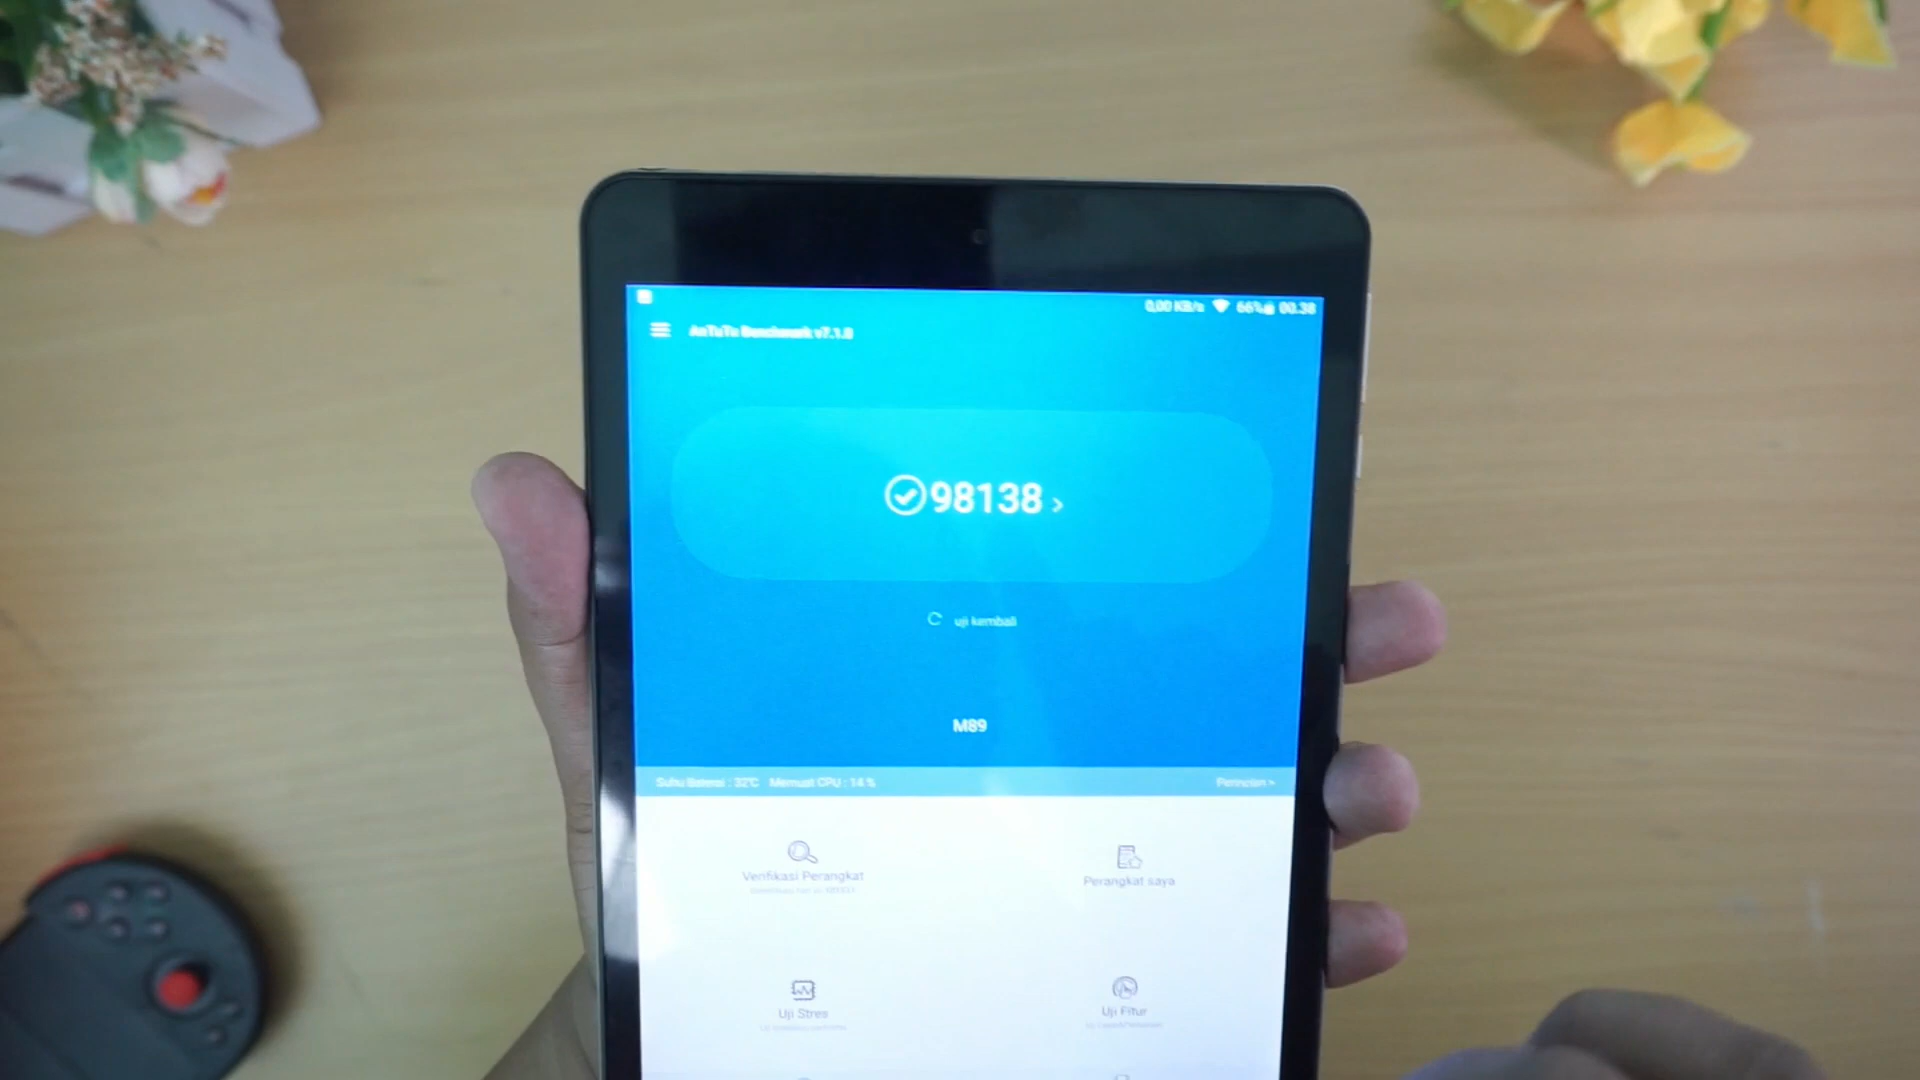 0,00 KB/s 66% 00.38
AnTuTu Benchmark v7.1.0
98138 >
uji kembali
M89
Suhu Baterai : 32℃ Memuat CPU : 14 % Perincian >
Verifikasi Perangkat
Perangkat saya
Uji Stres
Uji Fitur